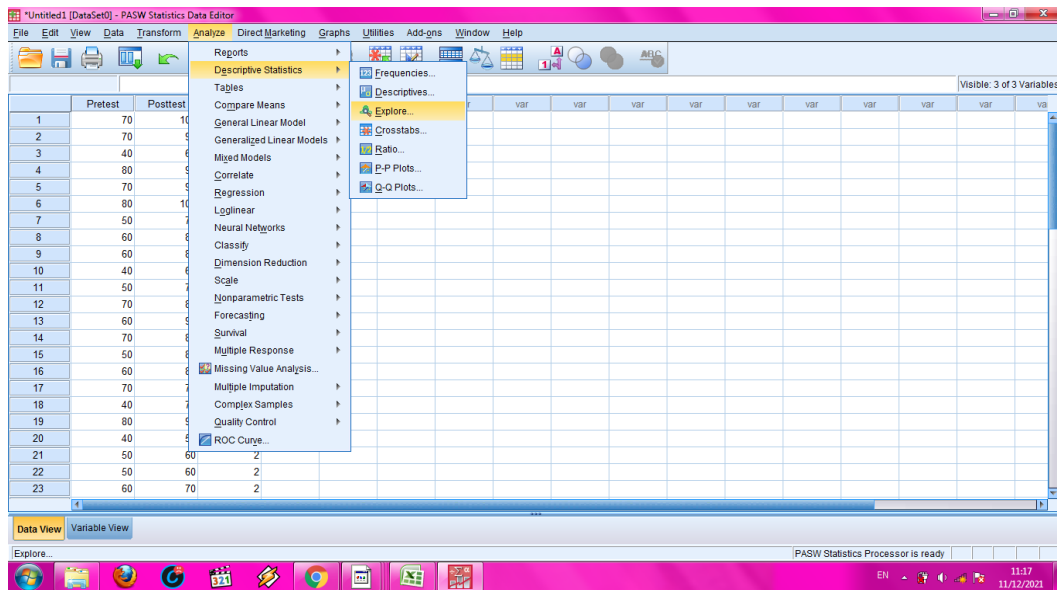 *Untitled1 [DataSet0] - PASW Statistics Data Editor
File Edit View Data Transform Analyze Direct Marketing Graphs Utilities Add-ons Window Help
Visible: 3 of 3 Variables
Reports
Descriptive Statistics
Tables
Compare Means
General Linear Model
Generalized Linear Models
Mixed Models
Correlate
Regression
Loglinear
Neural Networks
Classify
Dimension Reduction
Scale
Nonparametric Tests
Forecasting
Survival
Multiple Response
Missing Value Analysis...
Multiple Imputation
Complex Samples
Quality Control
ROC Curve...
Frequencies...
Descriptives...
Explore...
Crosstabs...
Ratio...
P-P Plots...
Q-Q Plots...
Pretest Posttest var var var var var var var var var
1 70
2 70
3 40
4 80
5 70
6 80
7 50
8 60
9 60
10 40
11 50
12 70
13 60
14 70
15 50
16 60
17 70
18 40
19 80
20 40
21 50 60 2
22 50 60 2
23 60 70 2
Data View Variable View
Explore...
PASW Statistics Processor is ready
EN
11:17
11/12/2021